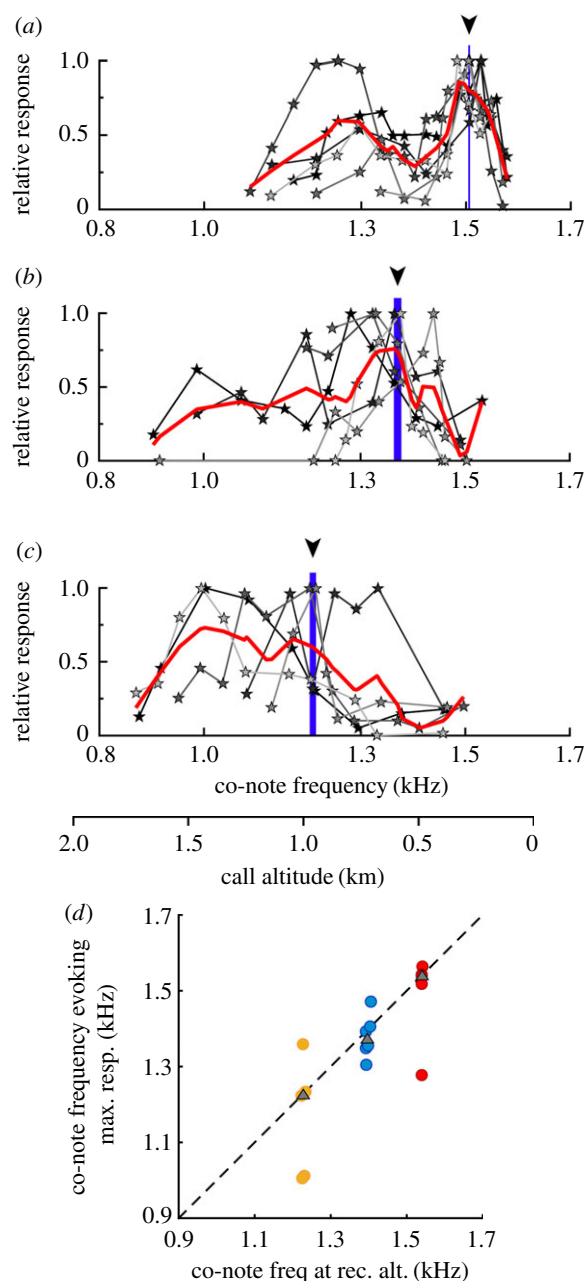 (a)
relative response
1.0
0.5
0
0.8 1.0 1.3 1.5 1.7
(b)
relative response
1.0
0.5
0
0.8 1.0 1.3 1.5 1.7
(c)
relative response
1.0
0.5
0
0.8 1.0 1.3 1.5 1.7
co-note frequency (kHz)
2.0 1.5 1.0 0.5 0
call altitude (km)
(d)
co-note frequency evoking
max. resp. (kHz)
1.7
1.5
1.3
1.1
0.9
0.9 1.1 1.3 1.5 1.7
co-note freq at rec. alt. (kHz)